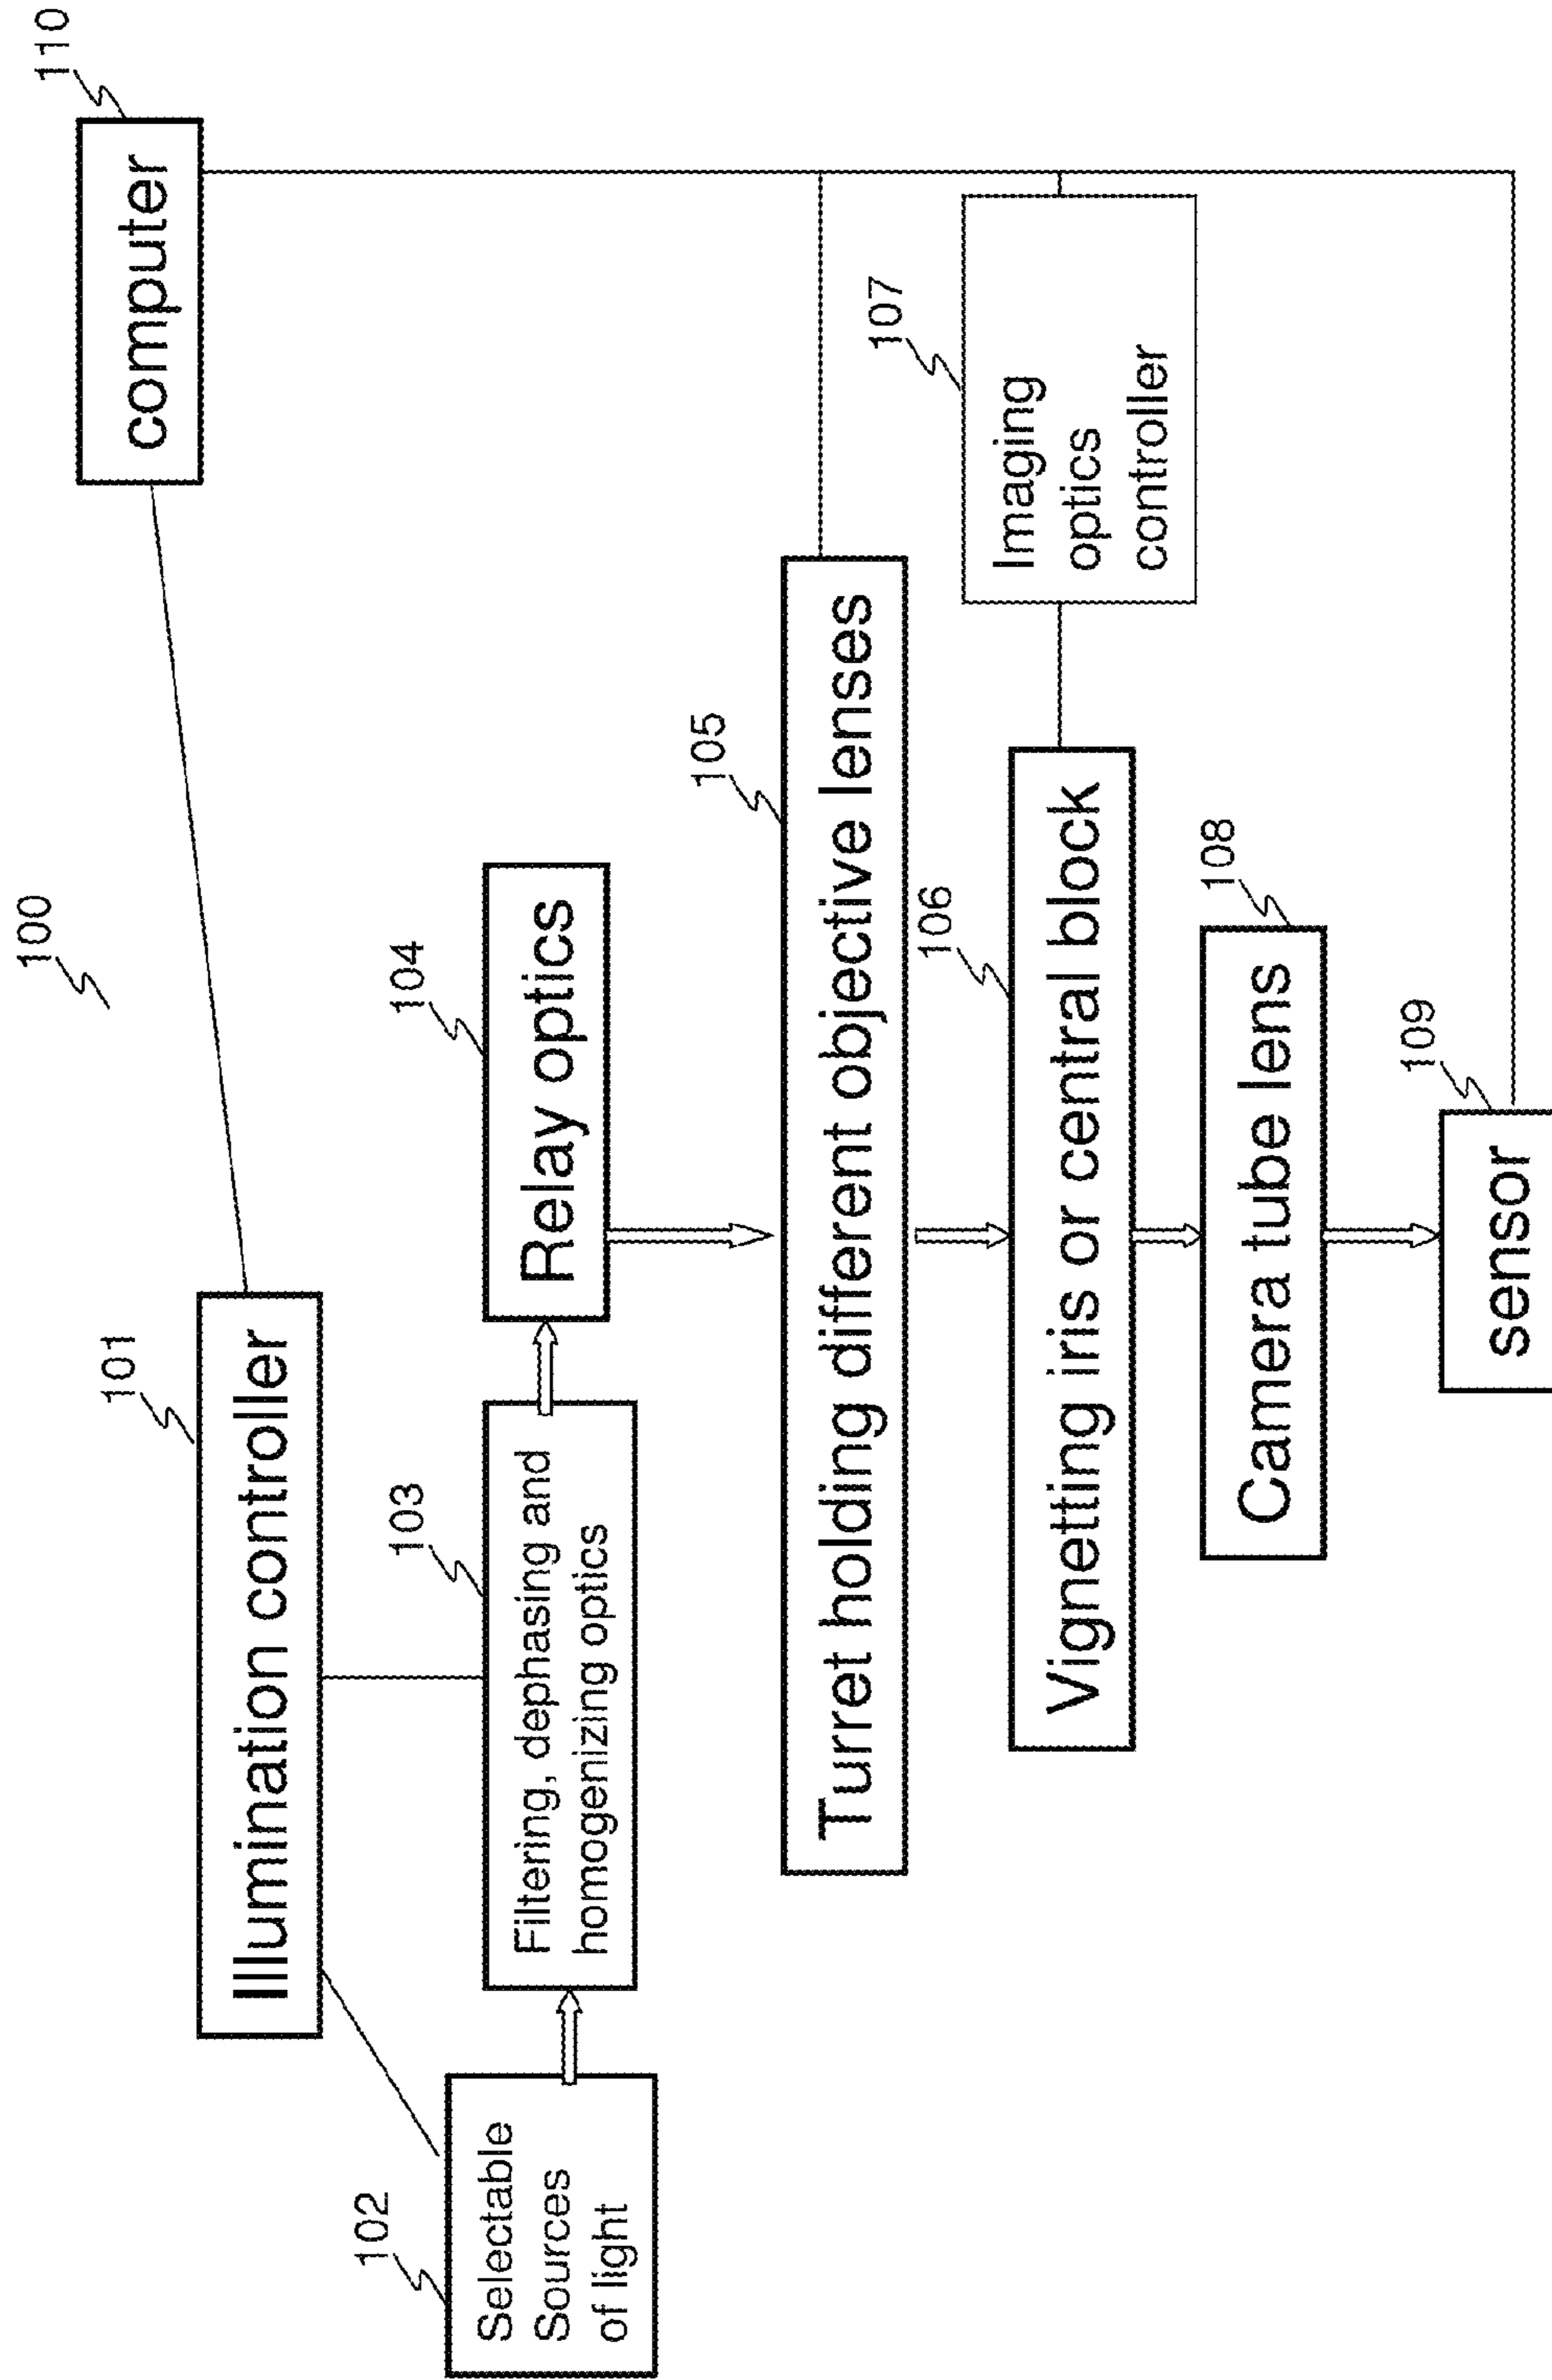 100
110
computer
101
Illumination controller
102
Selectable
Sources
of light
103
Filtering, dephasing and
homogenizing optics
104
Relay optics
105
Turret holding different objective lenses
106
Vignetting iris or central block
107
Imaging
optics
controller
108
Camera tube lens
109
sensor